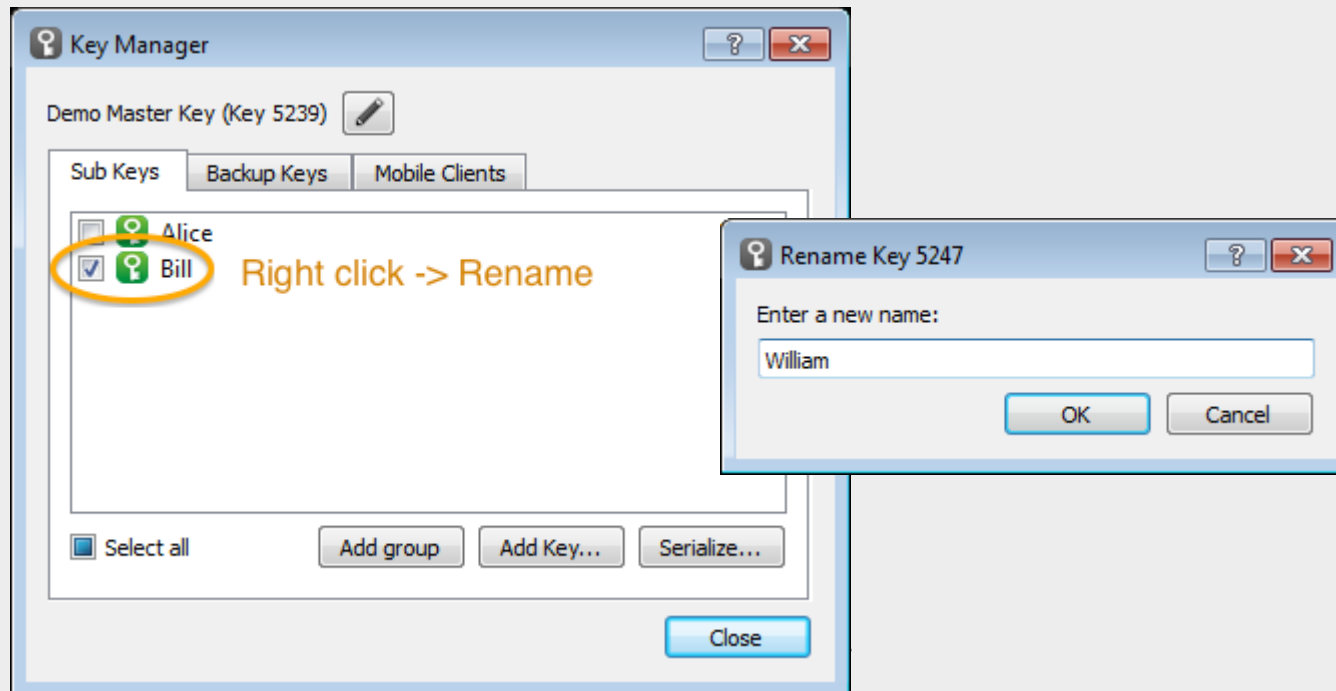 Key Manager
Demo Master Key (Key 5239)
Sub Keys Backup Keys Mobile Clients
Alice
Bill
Right click -> Rename
Select all Add group Add Key... Serialize...
Close
Rename Key 5247
Enter a new name:
William
OK Cancel